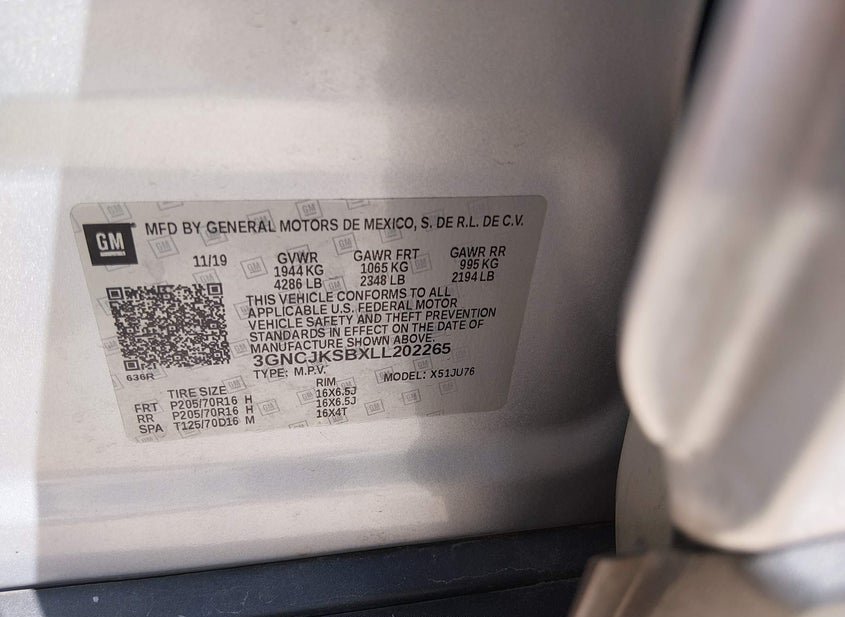 GM
MFD BY GENERAL MOTORS DE MEXICO, S. DE R.L. DE C.V.
11/19 GVWR GAWR FRT GAWR RR
1944 KG 1065 KG 995 KG
4286 LB 2348 LB 2194 LB
THIS VEHICLE CONFORMS TO ALL
APPLICABLE U.S. FEDERAL MOTOR
VEHICLE SAFETY AND THEFT PREVENTION
STANDARDS IN EFFECT ON THE DATE OF
MANUFACTURE SHOWN ABOVE.
3GNCJKSBXLL202265
636R
TYPE: M.P.V. MODEL: X51JU76
TIRE SIZE RIM
FRT P205/70R16 H 16X6.5J
RR P205/70R16 H 16X6.5J
SPA T125/70D16 M 16X4T